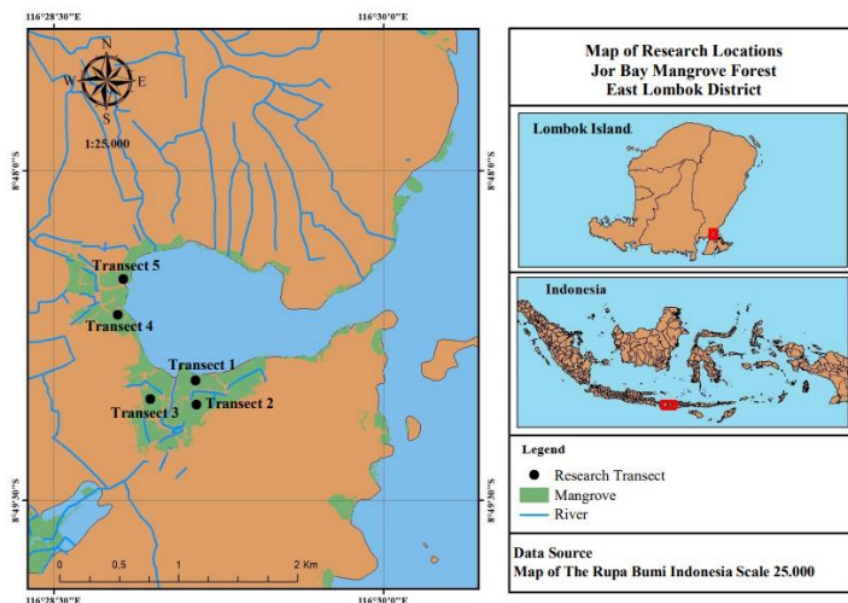 116°28'30"E
116°30'0"E
N
W
E
S
1:25.000
8°48'0"S
8°48'0"S
Transect 5
Transect 4
Transect 1
Transect 3
Transect 2
8°49'30"S
8°49'30"S
0
0,5
1
2 Km
116°28'30"E
116°30'0"E
Map of Research Locations
Jor Bay Mangrove Forest
East Lombok District
Lombok Island
Indonesia
Legend
Research Transect
Mangrove
River
Data Source
Map of The Rupa Bumi Indonesia Scale 25.000